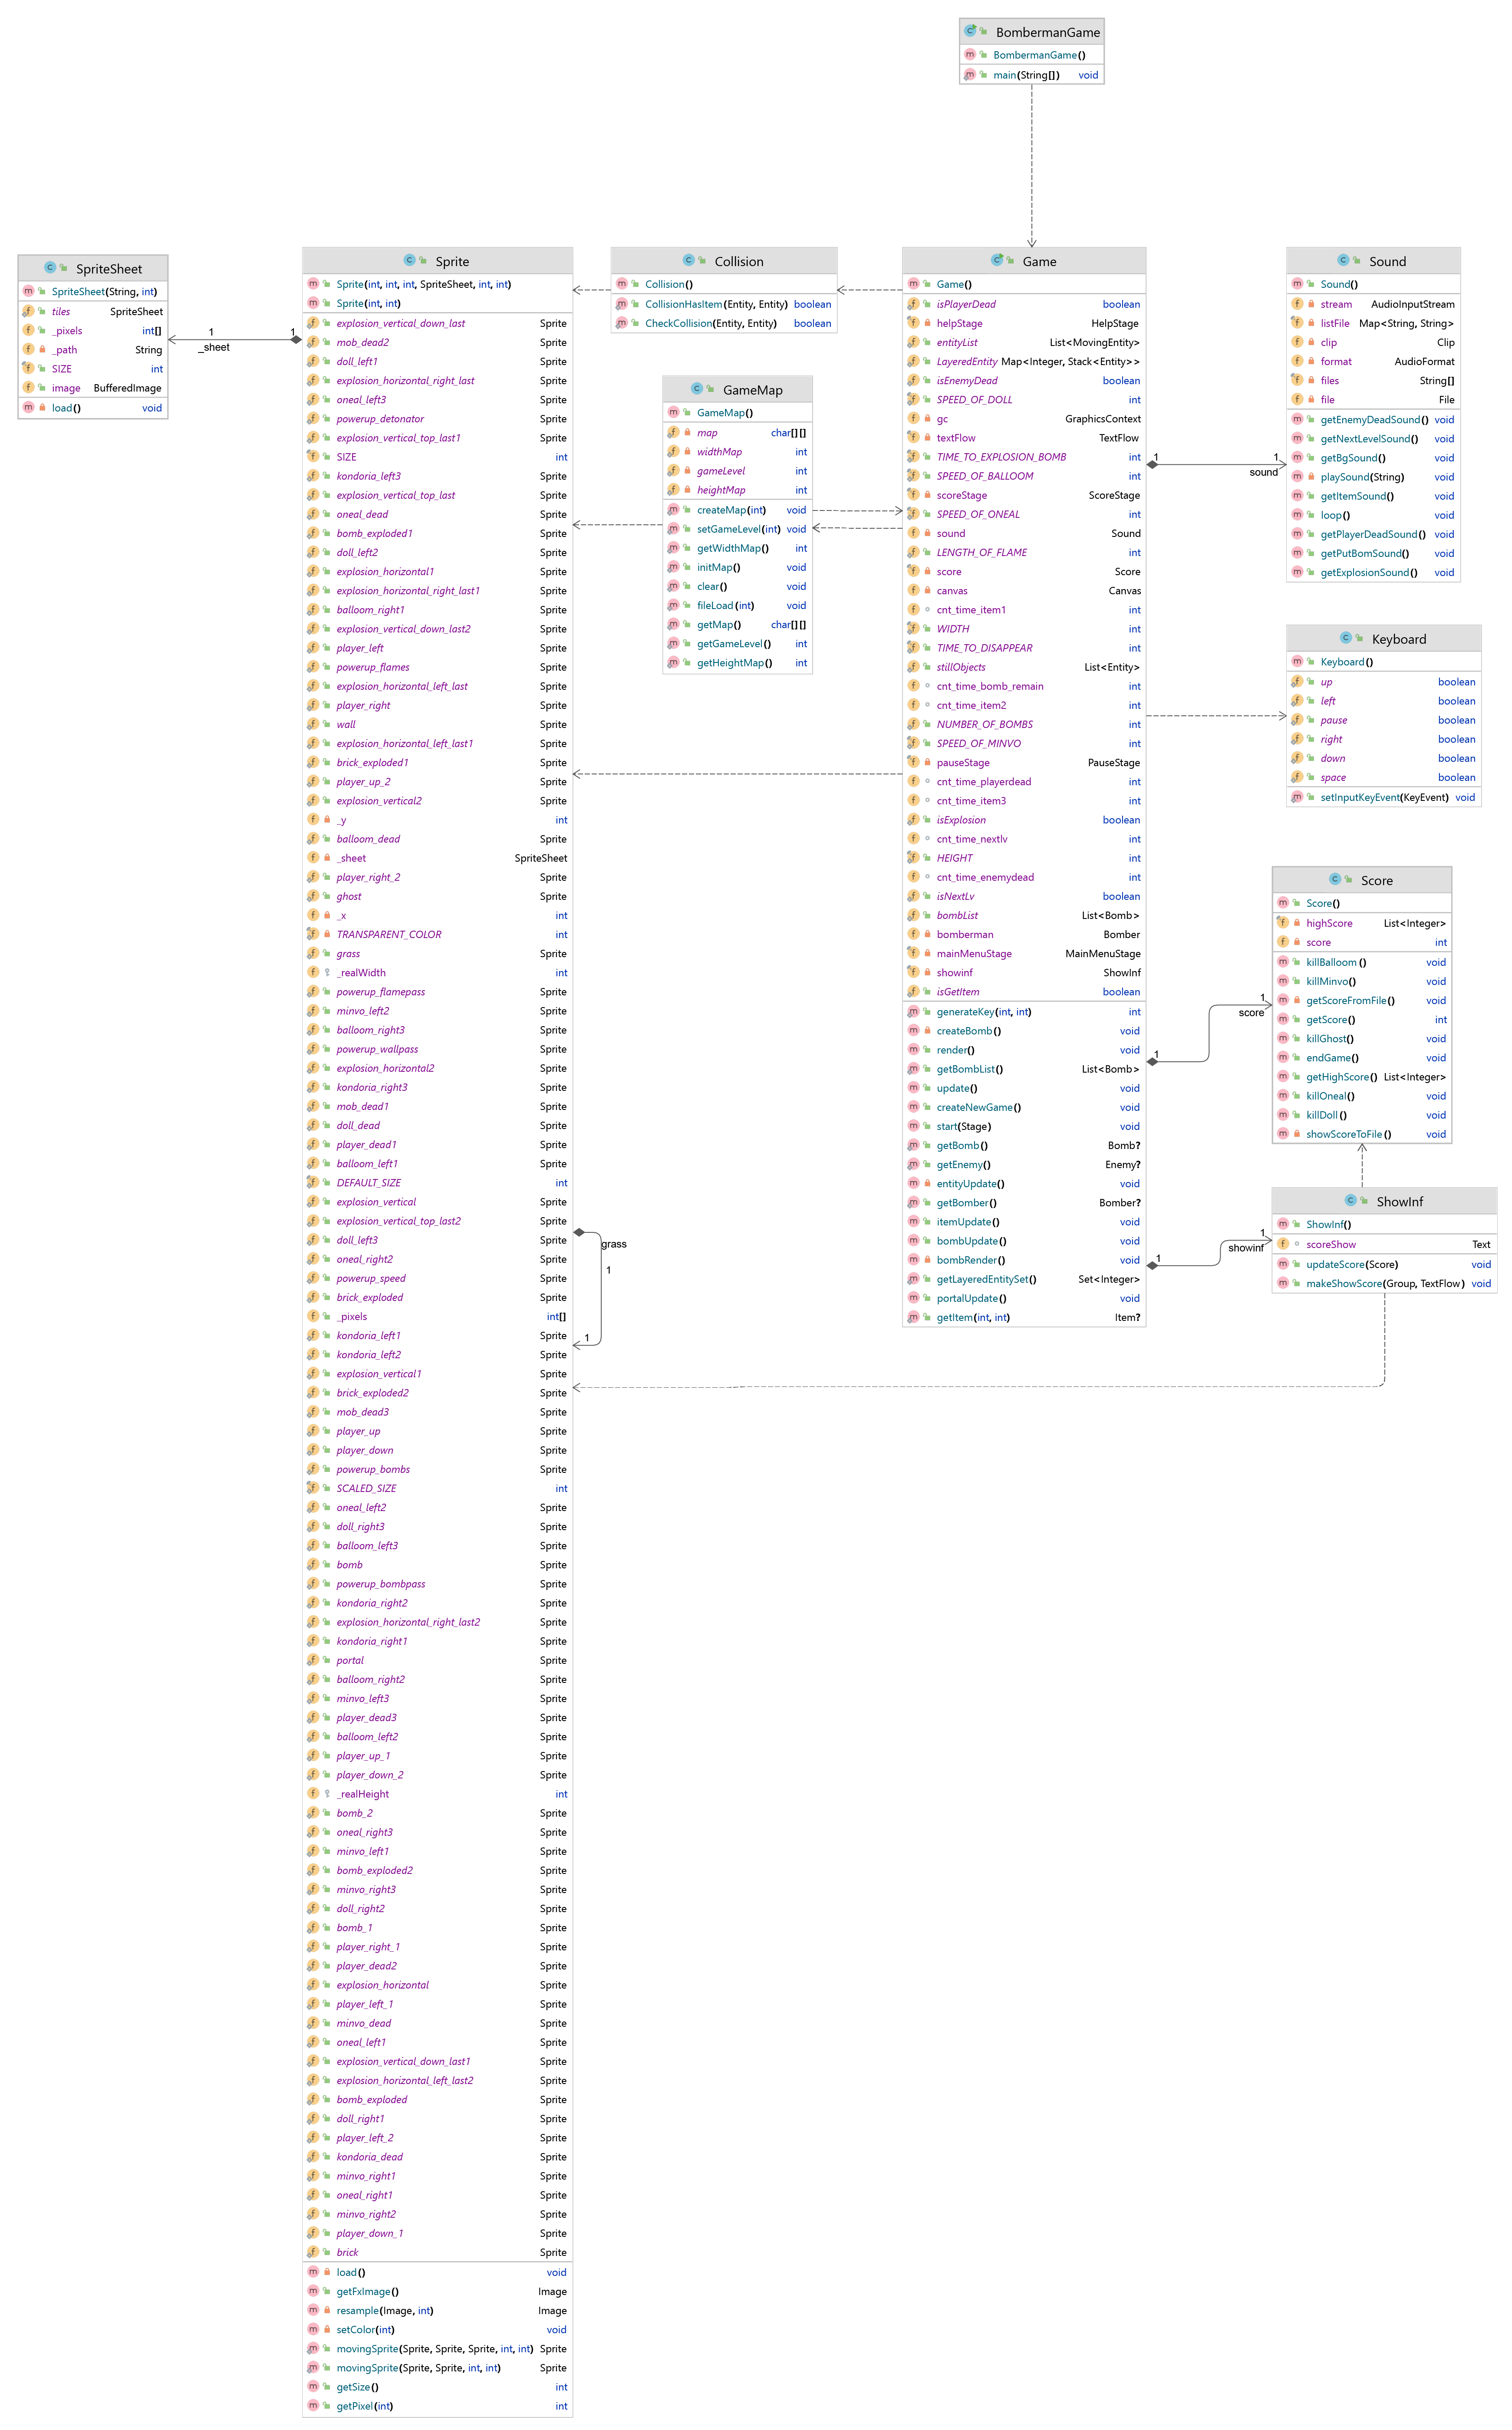 BombermanGame
BombermanGame()
main(String[]) void
SpriteSheet
SpriteSheet(String, int)
tiles SpriteSheet
_pixels int[]
_path String
SIZE int
image BufferedImage
load() void
1 1
_sheet
Sprite
Sprite(int, int, int, SpriteSheet, int, int)
Sprite(int, int)
explosion_vertical_down_last Sprite
mob_dead2 Sprite
doll_left1 Sprite
explosion_horizontal_right_last Sprite
oneal_left3 Sprite
powerup_detonator Sprite
explosion_vertical_top_last1 Sprite
SIZE int
kondoria_left3 Sprite
explosion_vertical_top_last Sprite
oneal_dead Sprite
bomb_exploded1 Sprite
doll_left2 Sprite
explosion_horizontal1 Sprite
explosion_horizontal_right_last1 Sprite
balloom_right1 Sprite
explosion_vertical_down_last2 Sprite
player_left Sprite
powerup_flames Sprite
explosion_horizontal_left_last Sprite
player_right Sprite
wall Sprite
explosion_horizontal_left_last1 Sprite
brick_exploded1 Sprite
player_up_2 Sprite
explosion_vertical2 Sprite
_y int
balloom_dead Sprite
_sheet SpriteSheet
player_right_2 Sprite
ghost Sprite
_x int
TRANSPARENT_COLOR int
grass Sprite
_realWidth int
powerup_flamepass Sprite
minvo_left2 Sprite
balloom_right3 Sprite
powerup_wallpass Sprite
explosion_horizontal2 Sprite
kondoria_right3 Sprite
mob_dead1 Sprite
doll_dead Sprite
player_dead1 Sprite
balloom_left1 Sprite
DEFAULT_SIZE int
explosion_vertical Sprite
explosion_vertical_top_last2 Sprite
doll_left3 Sprite
oneal_right2 Sprite
powerup_speed Sprite
brick_exploded Sprite
_pixels int[]
kondoria_left1 Sprite
kondoria_left2 Sprite
explosion_vertical1 Sprite
brick_exploded2 Sprite
mob_dead3 Sprite
player_up Sprite
player_down Sprite
powerup_bombs Sprite
SCALED_SIZE int
oneal_left2 Sprite
doll_right3 Sprite
balloom_left3 Sprite
bomb Sprite
powerup_bombpass Sprite
kondoria_right2 Sprite
explosion_horizontal_right_last2 Sprite
kondoria_right1 Sprite
portal Sprite
balloom_right2 Sprite
minvo_left3 Sprite
player_dead3 Sprite
balloom_left2 Sprite
player_up_1 Sprite
player_down_2 Sprite
_realHeight int
bomb_2 Sprite
oneal_right3 Sprite
minvo_left1 Sprite
bomb_exploded2 Sprite
minvo_right3 Sprite
doll_right2 Sprite
bomb_1 Sprite
player_right_1 Sprite
player_dead2 Sprite
explosion_horizontal Sprite
player_left_1 Sprite
minvo_dead Sprite
oneal_left1 Sprite
explosion_vertical_down_last1 Sprite
explosion_horizontal_left_last2 Sprite
bomb_exploded Sprite
doll_right1 Sprite
player_left_2 Sprite
kondoria_dead Sprite
minvo_right1 Sprite
oneal_right1 Sprite
minvo_right2 Sprite
player_down_1 Sprite
brick Sprite
load() void
getFxImage() Image
resample(Image, int) Image
setColor(int) void
movingSprite(Sprite, Sprite, Sprite, int, int) Sprite
movingSprite(Sprite, Sprite, int, int) Sprite
getSize() int
getPixel(int) int
grass
1
1
Collision
Collision()
CollisionHasItem(Entity, Entity) boolean
CheckCollision(Entity, Entity) boolean
GameMap
GameMap()
map char[][]
widthMap int
gameLevel int
heightMap int
createMap(int) void
setGameLevel(int) void
getWidthMap() int
initMap() void
clear() void
fileLoad(int) void
getMap() char[][]
getGameLevel() int
getHeightMap() int
Game
Game()
isPlayerDead boolean
helpStage HelpStage
entityList List<MovingEntity>
LayeredEntity Map<Integer, Stack<Entity>>
isEnemyDead boolean
SPEED_OF_DOLL int
gc GraphicsContext
textFlow TextFlow
TIME_TO_EXPLOSION_BOMB int
SPEED_OF_BALLOOM int
scoreStage ScoreStage
SPEED_OF_ONEAL int
sound Sound
LENGTH_OF_FLAME int
score Score
canvas Canvas
cnt_time_item1 int
WIDTH int
TIME_TO_DISAPPEAR int
stillObjects List<Entity>
cnt_time_bomb_remain int
cnt_time_item2 int
NUMBER_OF_BOMBS int
SPEED_OF_MINVO int
pauseStage PauseStage
cnt_time_playerdead int
cnt_time_item3 int
isExplosion boolean
cnt_time_nextlv int
HEIGHT int
cnt_time_enemydead int
isNextLv boolean
bombList List<Bomb>
bomberman Bomber
mainMenuStage MainMenuStage
showinf ShowInf
isGetItem boolean
generateKey(int, int) int
createBomb() void
render() void
getBombList() List<Bomb>
update() void
createNewGame() void
start(Stage) void
getBomb() Bomb?
getEnemy() Enemy?
entityUpdate() void
getBomber() Bomber?
itemUpdate() void
bombUpdate() void
bombRender() void
getLayeredEntitySet() Set<Integer>
portalUpdate() void
getItem(int, int) Item?
1 1
sound
1
score
1
1
showinf
1
Sound
Sound()
stream AudioInputStream
listFile Map<String, String>
clip Clip
format AudioFormat
files String[]
file File
getEnemyDeadSound() void
getNextLevelSound() void
getBgSound() void
playSound(String) void
getItemSound() void
loop() void
getPlayerDeadSound() void
getPutBomSound() void
getExplosionSound() void
Keyboard
Keyboard()
up boolean
left boolean
pause boolean
right boolean
down boolean
space boolean
setInputKeyEvent(KeyEvent) void
Score
Score()
highScore List<Integer>
score int
killBalloom() void
killMinvo() void
getScoreFromFile() void
getScore() int
killGhost() void
endGame() void
getHighScore() List<Integer>
killOneal() void
killDoll() void
showScoreToFile() void
ShowInf
ShowInf()
scoreShow Text
updateScore(Score) void
makeShowScore(Group, TextFlow) void